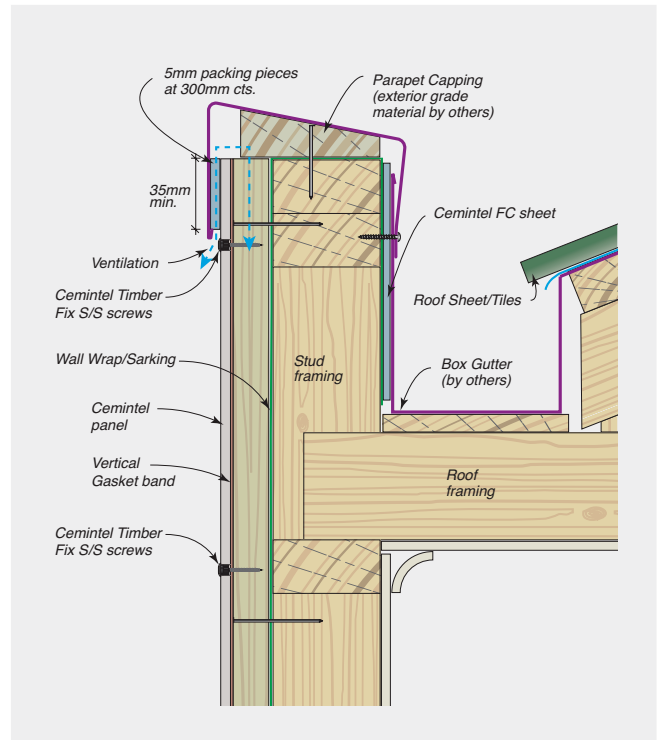 5mm packing pieces
at 300mm cts.
Parapet Capping
(exterior grade
material by others)
35mm
min.
Cemintel FC sheet
Ventilation
Roof Sheet/Tiles
Cemintel Timber
Fix S/S screws
Wall Wrap/Sarking
Stud
framing
Box Gutter
(by others)
Cemintel
panel
Vertical
Gasket band
Roof
framing
Cemintel Timber
Fix S/S screws